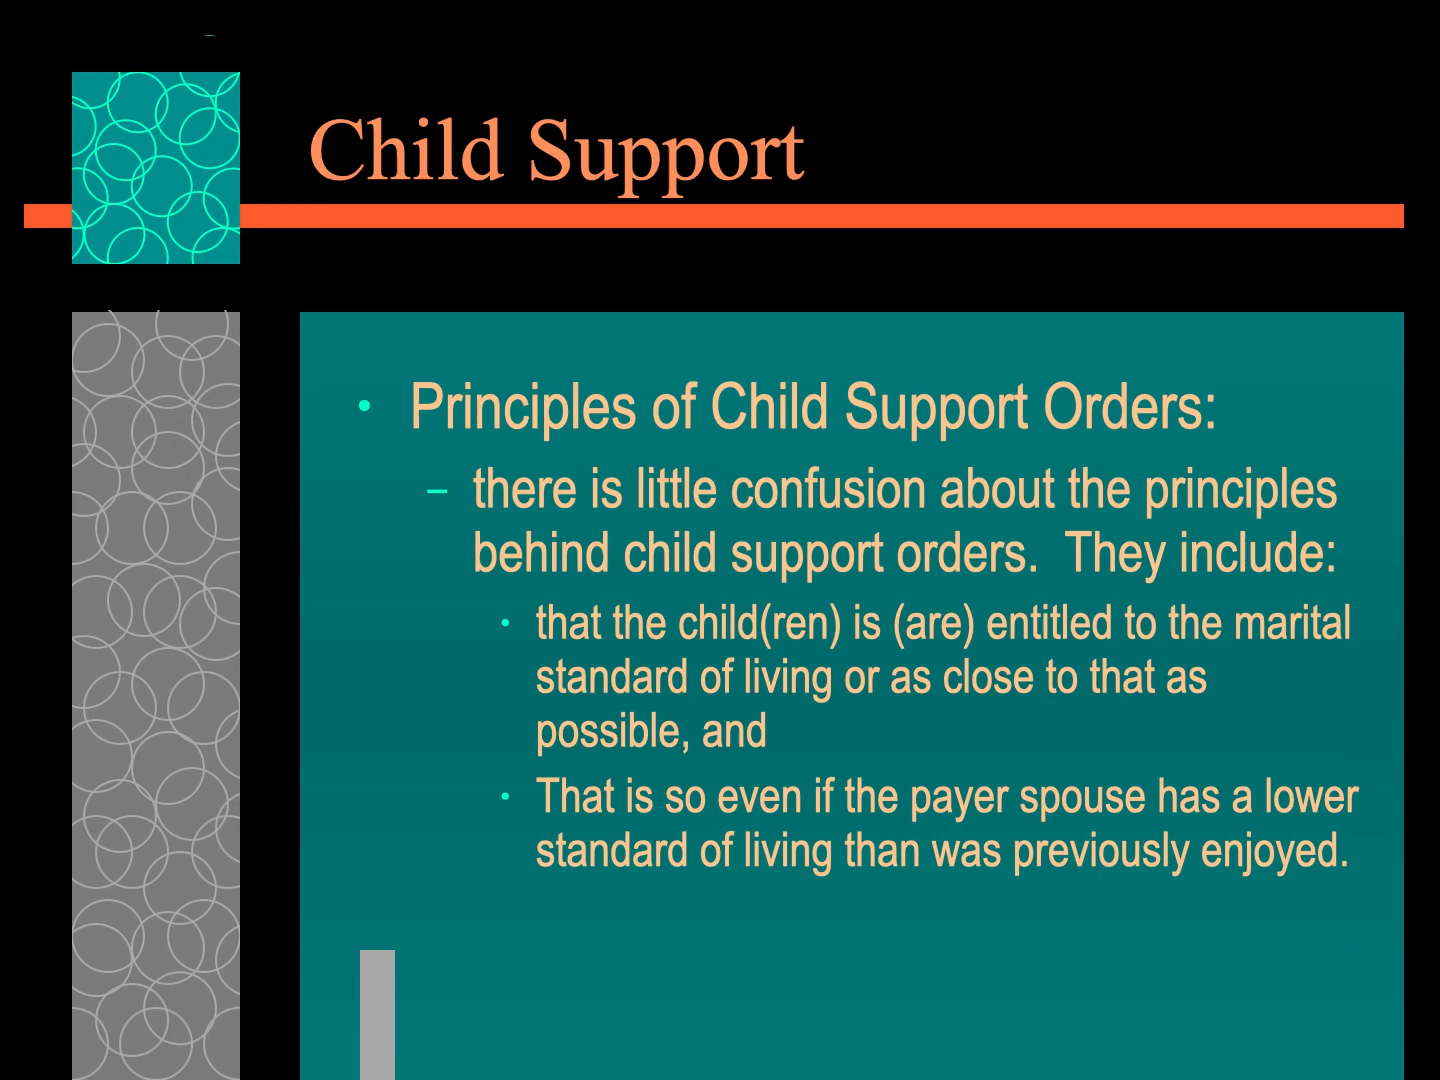 Child Support
• Principles of Child Support Orders:
– there is little confusion about the principles
behind child support orders.  They include:
• that the child(ren) is (are) entitled to the marital
standard of living or as close to that as
possible, and
• That is so even if the payer spouse has a lower
standard of living than was previously enjoyed.